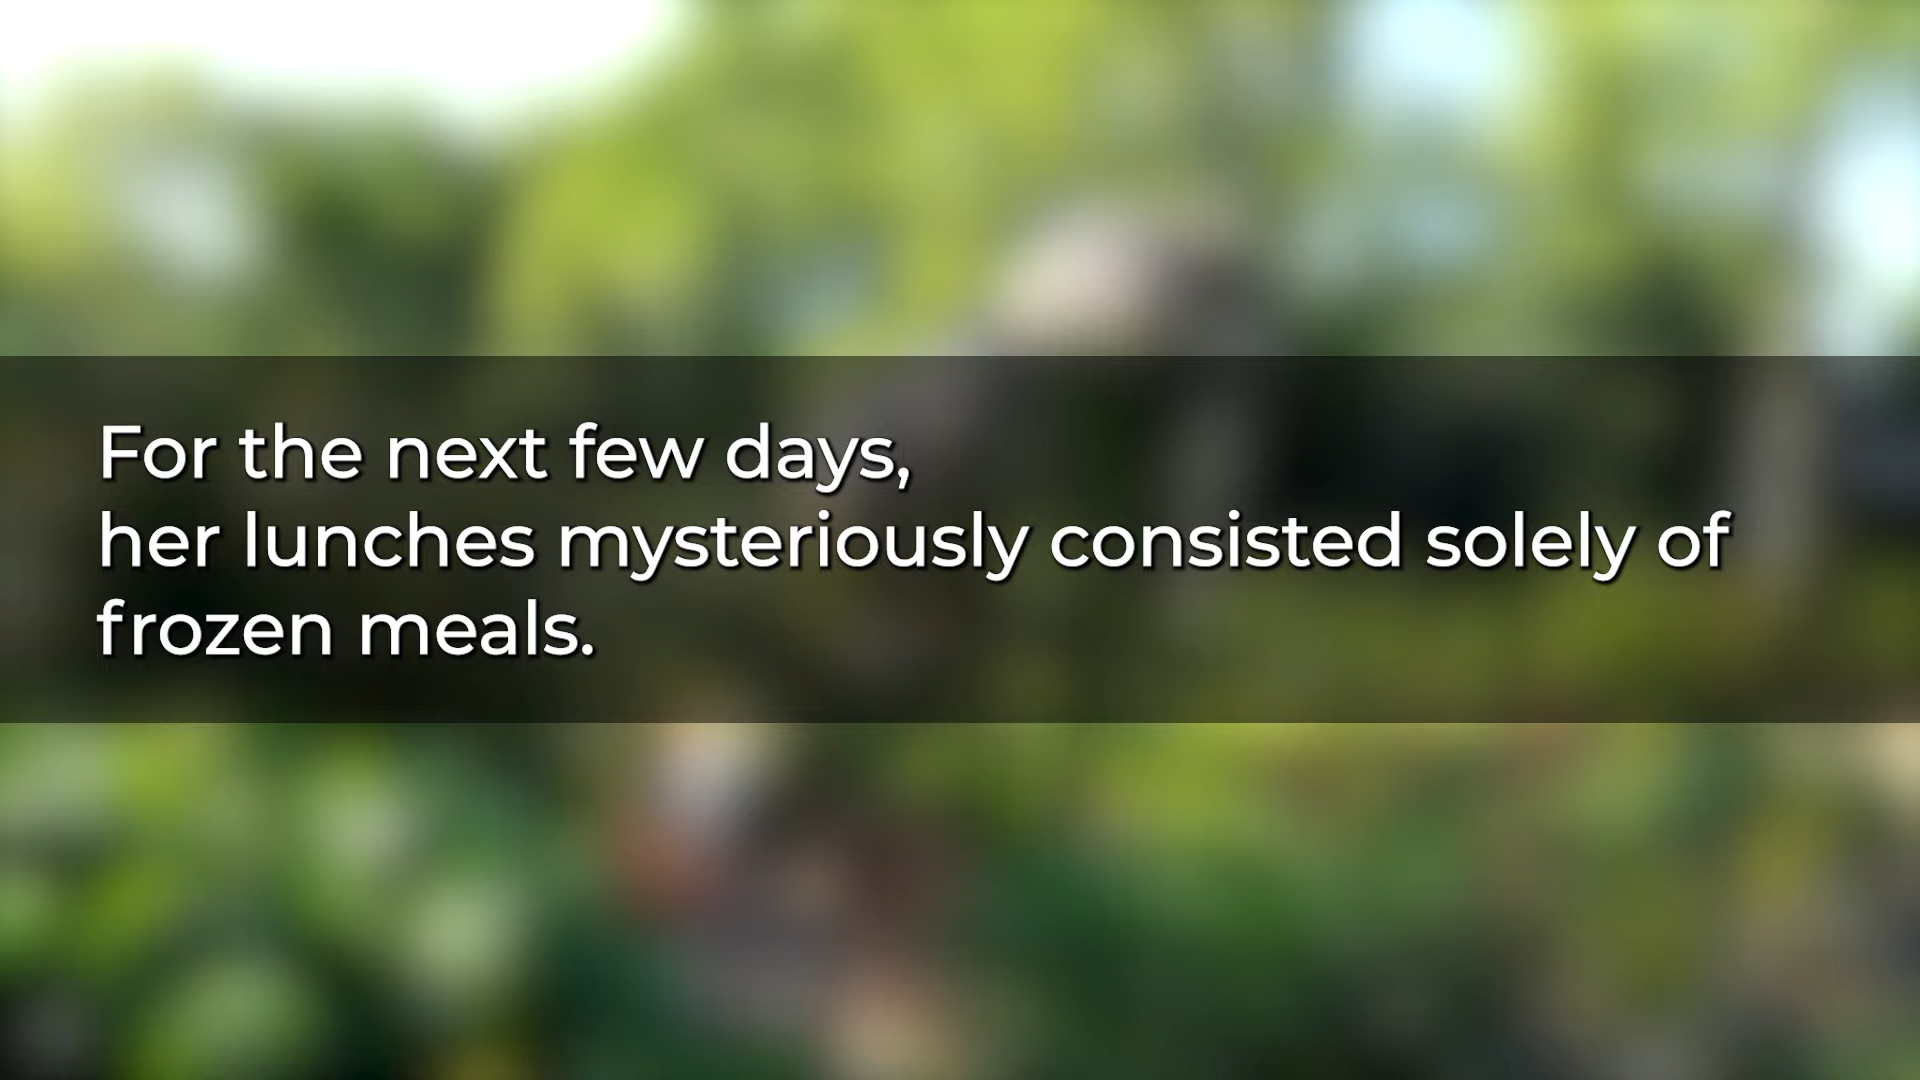 For the next few days,
her lunches mysteriously consisted solely of
frozen meals.